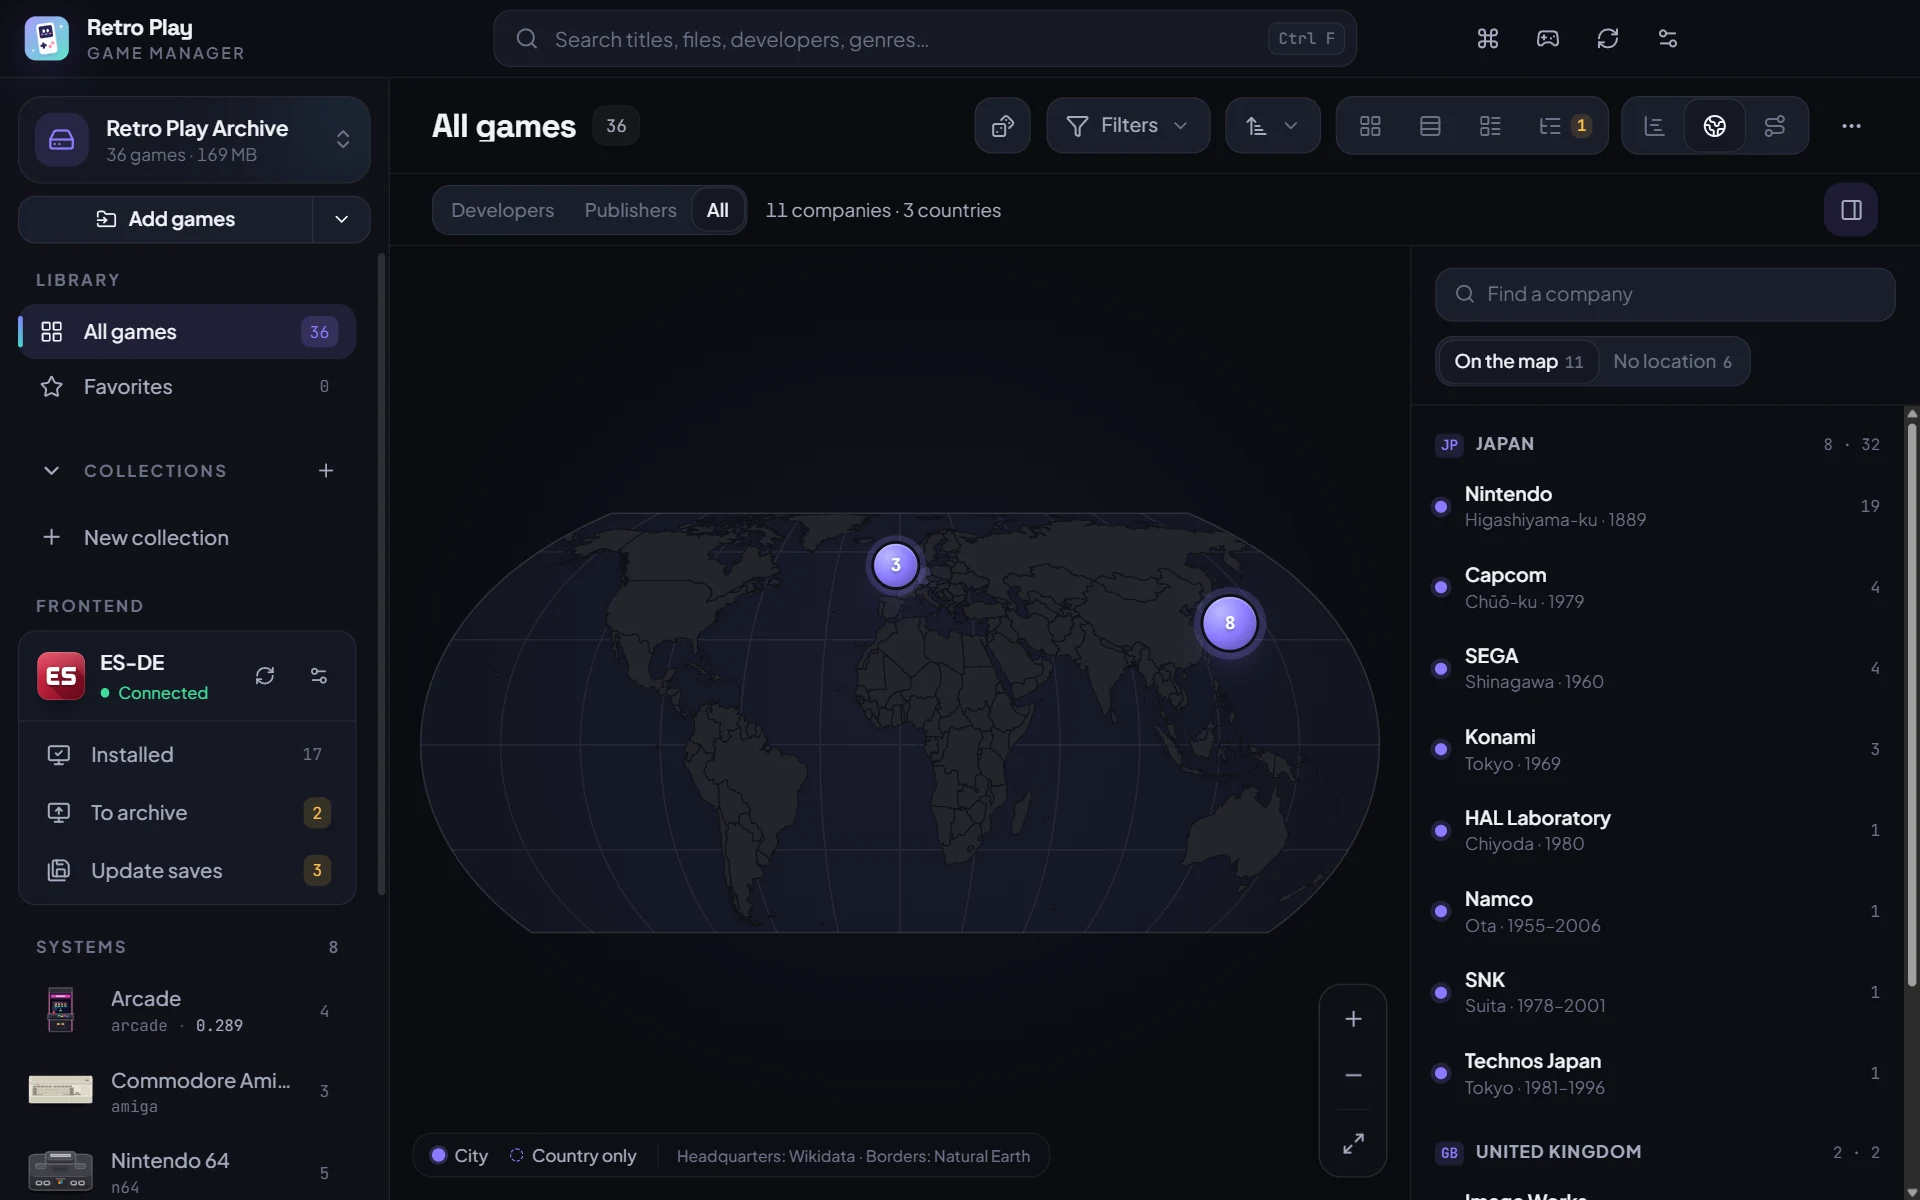 Retro Play
GAME MANAGER
Search titles, files, developers, genres...
Ctrl F
Retro Play Archive
36 games · 169 MB
Add games
LIBRARY
All games
36
Favorites
0
COLLECTIONS
New collection
FRONTEND
ES
ES-DE
Connected
Installed
17
To archive
2
Update saves
3
SYSTEMS
8
Arcade
arcade · 0.289
4
Commodore Ami...
amiga
3
Nintendo 64
n64
5
All games
36
Filters
1
Developers
Publishers
All
11 companies · 3 countries
3
8
City
Country only
Headquarters: Wikidata · Borders: Natural Earth
Find a company
On the map 11
No location 6
JP JAPAN
8 · 32
Nintendo
Higashiyama-ku · 1889
19
Capcom
Chūō-ku · 1979
4
SEGA
Shinagawa · 1960
4
Konami
Tokyo · 1969
3
HAL Laboratory
Chiyoda · 1980
1
Namco
Ota · 1955–2006
1
SNK
Suita · 1978–2001
1
Technos Japan
Tokyo · 1981–1996
1
GB UNITED KINGDOM
2 · 2
Image Works